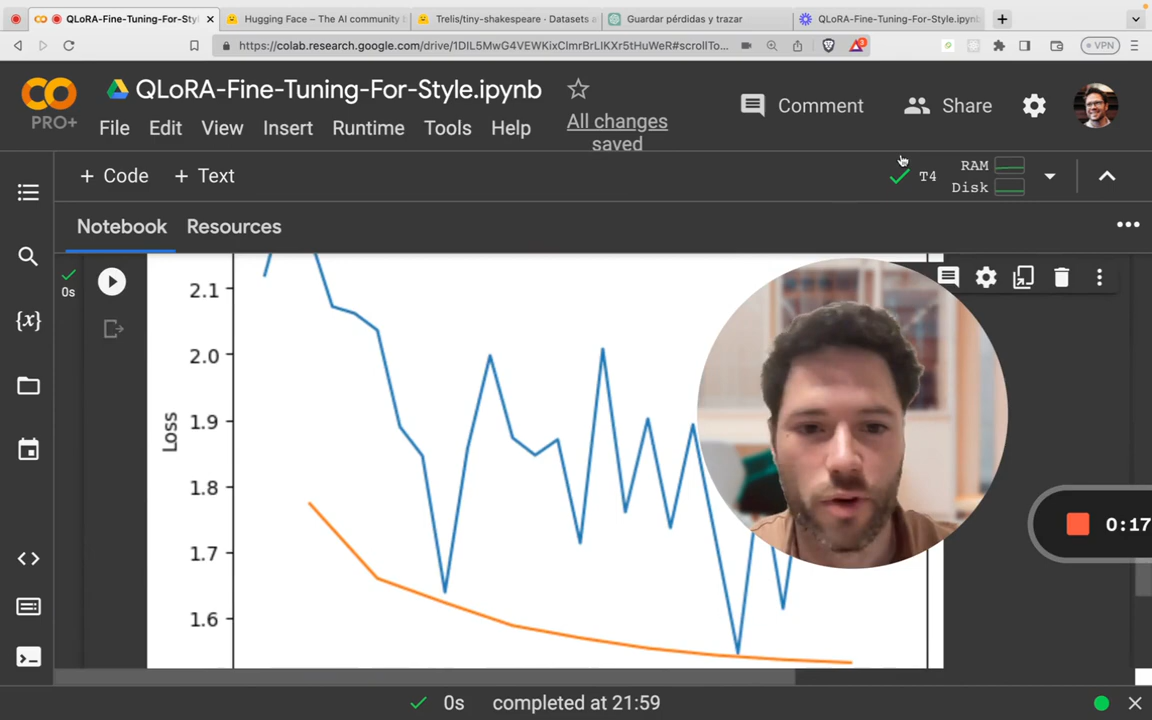 QLoRA-Fine-Tuning-For-Sty
Hugging Face – The AI community b
Trelis/tiny-shakespeare · Datasets a
Guardar pérdidas y trazar
QLoRA-Fine-Tuning-For-Style.ipynb
https://colab.research.google.com/drive/1DIL5MwG4VEWKixClmrBrLIKXr5tHuWeR#scrollTo...
VPN
QLoRA-Fine-Tuning-For-Style.ipynb
PRO+
File Edit View Insert Runtime Tools Help
All changes
saved
Comment
Share
+ Code + Text
T4
RAM
Disk
Notebook Resources
0s
2.1
2.0
1.9
1.8
1.7
1.6
Loss
0:17
0s completed at 21:59